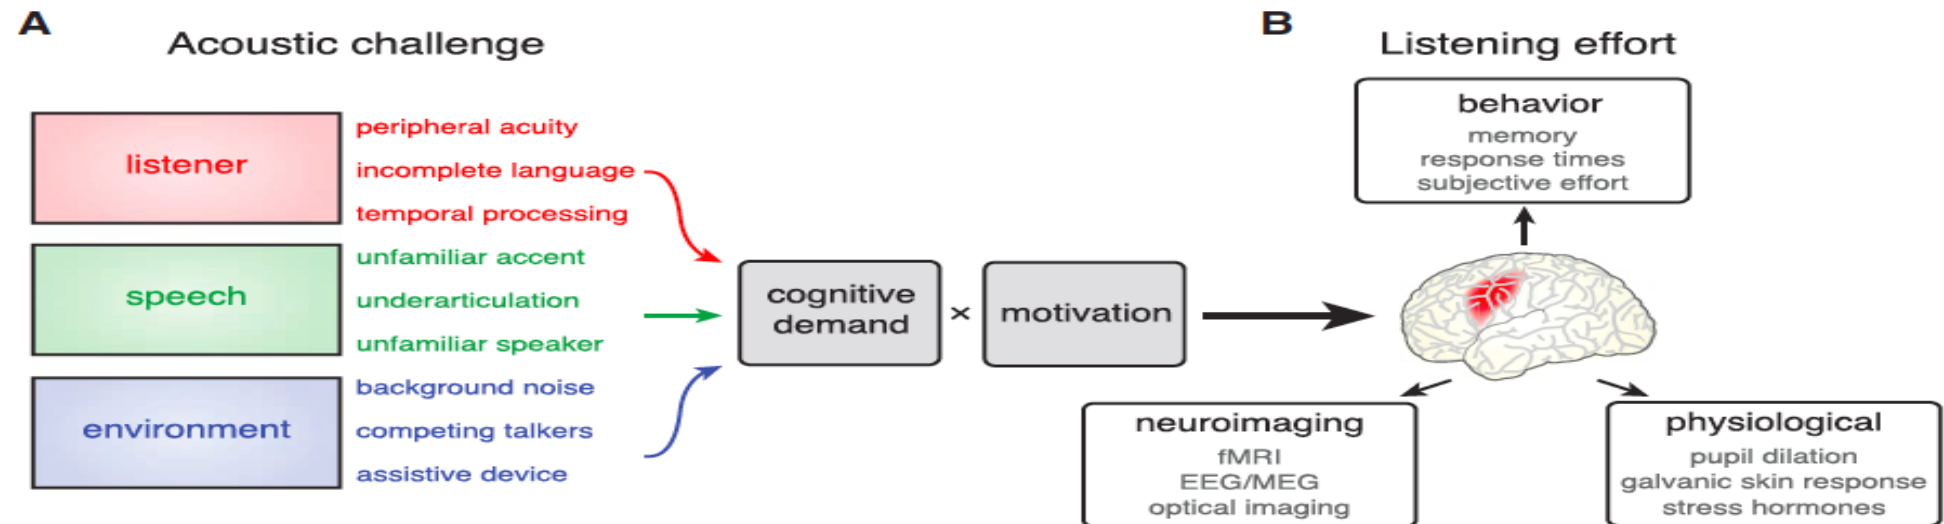 A
Acoustic challenge
listener
peripheral acuity
incomplete language
temporal processing
speech
unfamiliar accent
underarticulation
unfamiliar speaker
environment
background noise
competing talkers
assistive device
cognitive
demand
×
motivation
B
Listening effort
behavior
memory
response times
subjective effort
neuroimaging
fMRI
EEG/MEG
optical imaging
physiological
pupil dilation
galvanic skin response
stress hormones